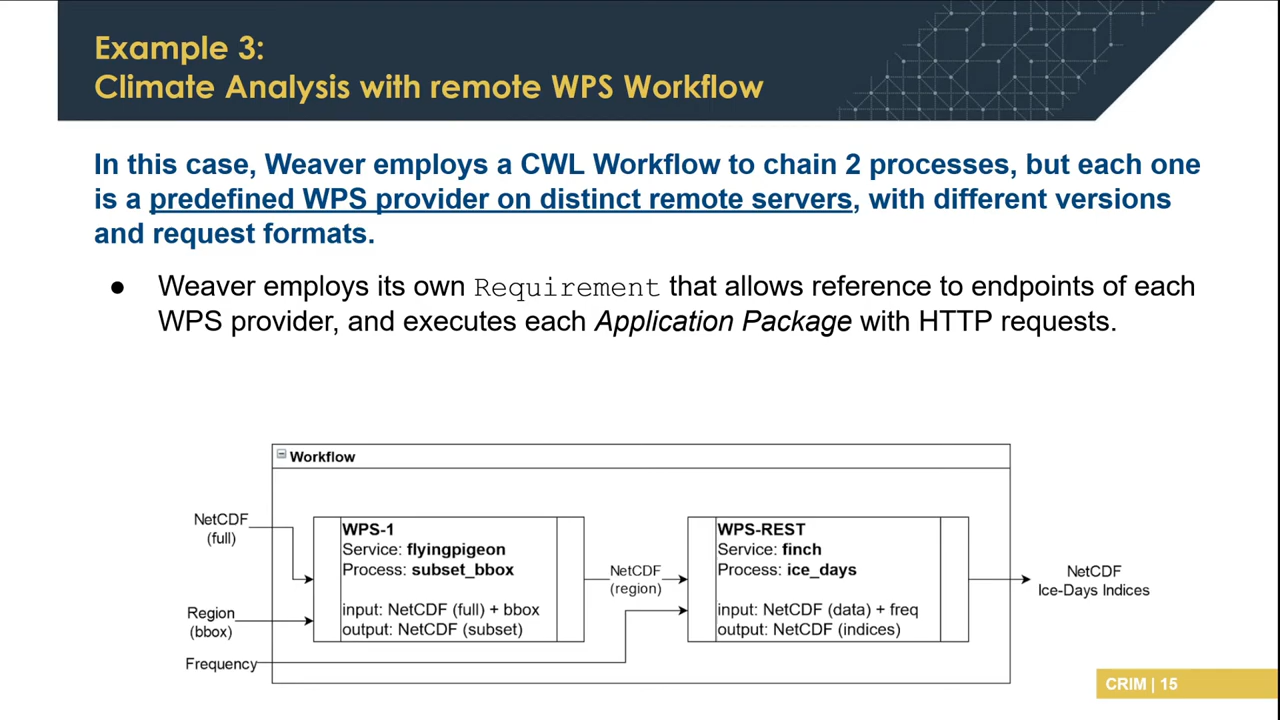 Example 3:
Climate Analysis with remote WPS Workflow
In this case, Weaver employs a CWL Workflow to chain 2 processes, but each one
is a predefined WPS provider on distinct remote servers, with different versions
and request formats.
● Weaver employs its own Requirement that allows reference to endpoints of each
WPS provider, and executes each Application Package with HTTP requests.
Workflow
NetCDF
(full)
Region
(bbox)
Frequency
WPS-1
Service: flyingpigeon
Process: subset_bbox
input: NetCDF (full) + bbox
output: NetCDF (subset)
NetCDF
(region)
WPS-REST
Service: finch
Process: ice_days
input: NetCDF (data) + freq
output: NetCDF (indices)
NetCDF
Ice-Days Indices
CRIM | 15